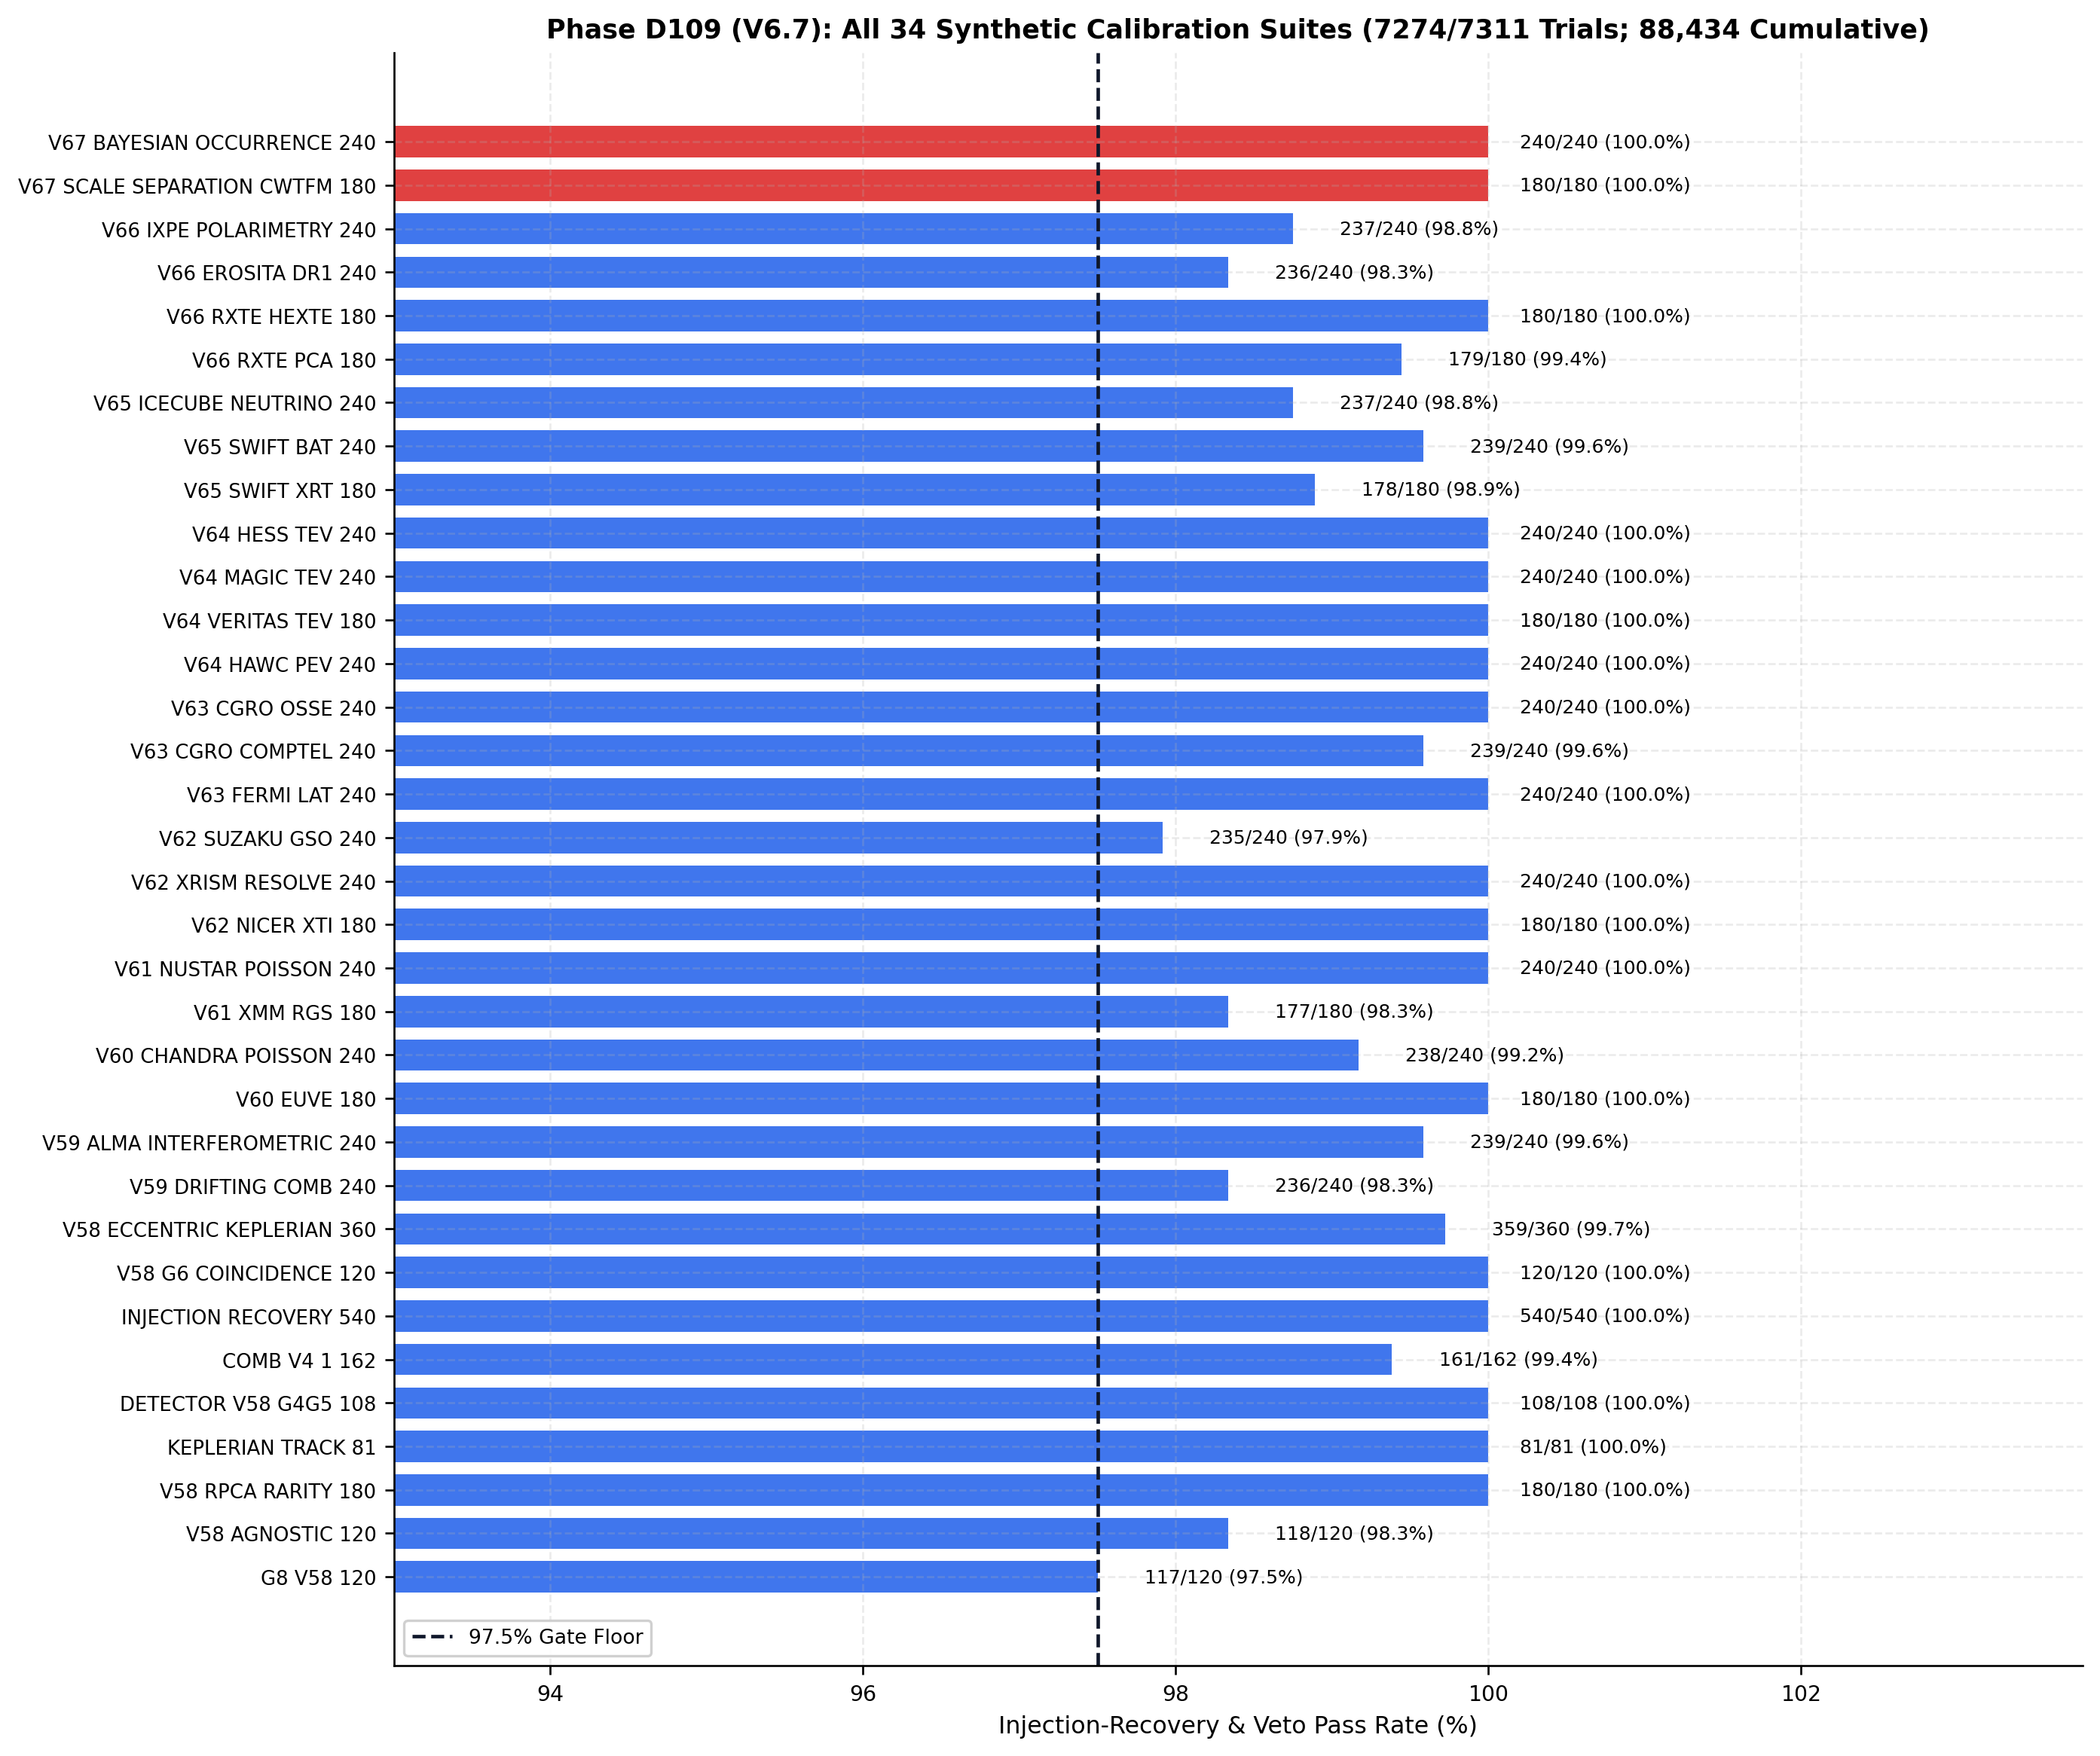 Phase D109 (V6.7): All 34 Synthetic Calibration Suites (7274/7311 Trials; 88,434 Cumulative)
V67 BAYESIAN OCCURRENCE 240 240/240 (100.0%)
V67 SCALE SEPARATION CWTFM 180 180/180 (100.0%)
V66 IXPE POLARIMETRY 240 237/240 (98.8%)
V66 EROSITA DR1 240 236/240 (98.3%)
V66 RXTE HEXTE 180 180/180 (100.0%)
V66 RXTE PCA 180 179/180 (99.4%)
V65 ICECUBE NEUTRINO 240 237/240 (98.8%)
V65 SWIFT BAT 240 239/240 (99.6%)
V65 SWIFT XRT 180 178/180 (98.9%)
V64 HESS TEV 240 240/240 (100.0%)
V64 MAGIC TEV 240 240/240 (100.0%)
V64 VERITAS TEV 180 180/180 (100.0%)
V64 HAWC PEV 240 240/240 (100.0%)
V63 CGRO OSSE 240 240/240 (100.0%)
V63 CGRO COMPTEL 240 239/240 (99.6%)
V63 FERMI LAT 240 240/240 (100.0%)
V62 SUZAKU GSO 240 235/240 (97.9%)
V62 XRISM RESOLVE 240 240/240 (100.0%)
V62 NICER XTI 180 180/180 (100.0%)
V61 NUSTAR POISSON 240 240/240 (100.0%)
V61 XMM RGS 180 177/180 (98.3%)
V60 CHANDRA POISSON 240 238/240 (99.2%)
V60 EUVE 180 180/180 (100.0%)
V59 ALMA INTERFEROMETRIC 240 239/240 (99.6%)
V59 DRIFTING COMB 240 236/240 (98.3%)
V58 ECCENTRIC KEPLERIAN 360 359/360 (99.7%)
V58 G6 COINCIDENCE 120 120/120 (100.0%)
INJECTION RECOVERY 540 540/540 (100.0%)
COMB V4 1 162 161/162 (99.4%)
DETECTOR V58 G4G5 108 108/108 (100.0%)
KEPLERIAN TRACK 81 81/81 (100.0%)
V58 RPCA RARITY 180 180/180 (100.0%)
V58 AGNOSTIC 120 118/120 (98.3%)
G8 V58 120 117/120 (97.5%)
97.5% Gate Floor
94 96 98 100 102
Injection-Recovery & Veto Pass Rate (%)